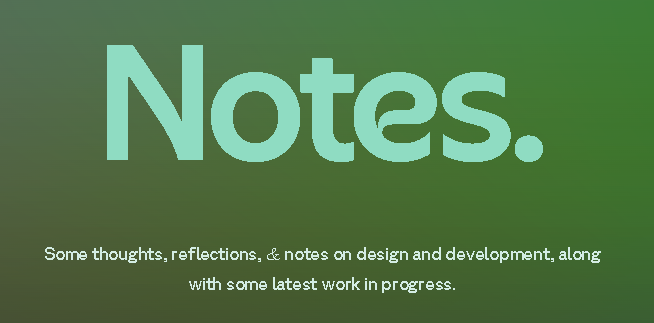 Notes.
Some thoughts, reflections, & notes on design and development, along
with some latest work in progress.